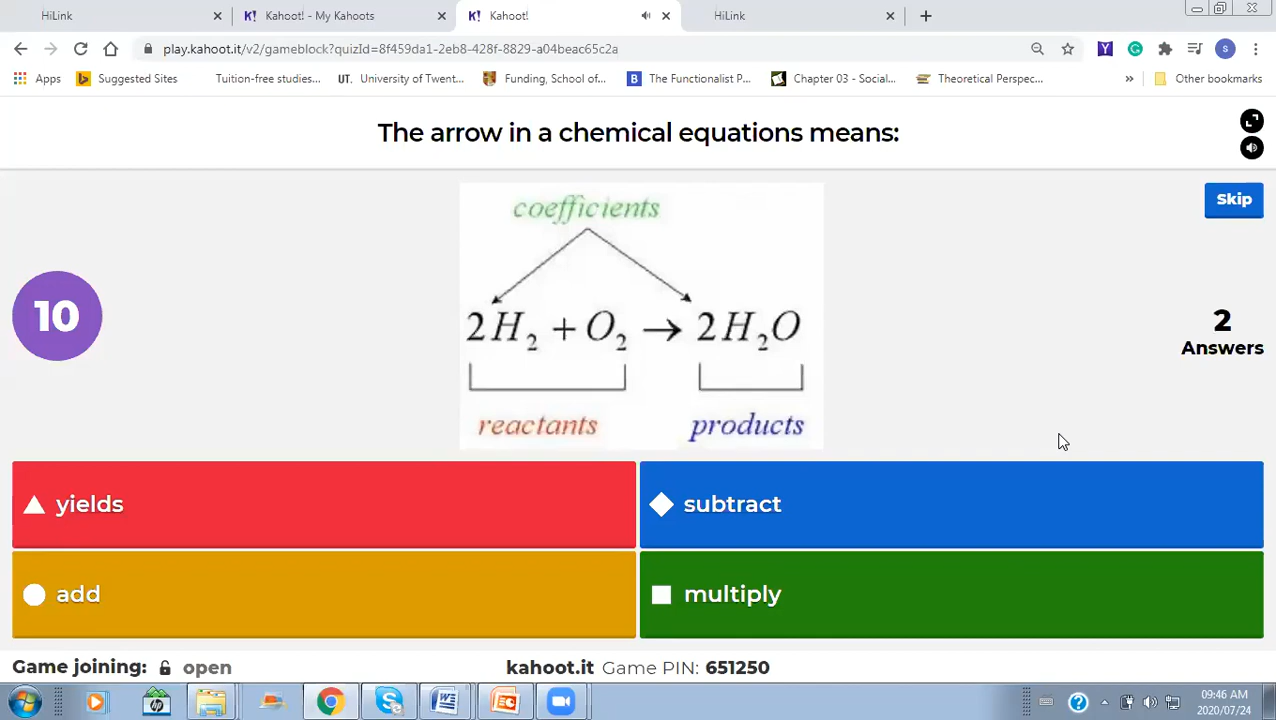 HiLink
K! Kahoot! - My Kahoots
K! Kahoot!
HiLink
play.kahoot.it/v2/gameblock?quizId=8f459da1-2eb8-428f-8829-a04beac65c2a
Apps
Suggested Sites
Tuition-free studies...
UT. University of Twent...
Funding, School of...
B The Functionalist P...
Chapter 03 - Social...
Theoretical Perspec...
»
Other bookmarks
The arrow in a chemical equations means:
Skip
coefficients
10
2H₂ + O₂ → 2H₂O
2
Answers
reactants
products
yields
subtract
add
multiply
Game joining: open
kahoot.it Game PIN: 651250
09:46 AM
2020/07/24